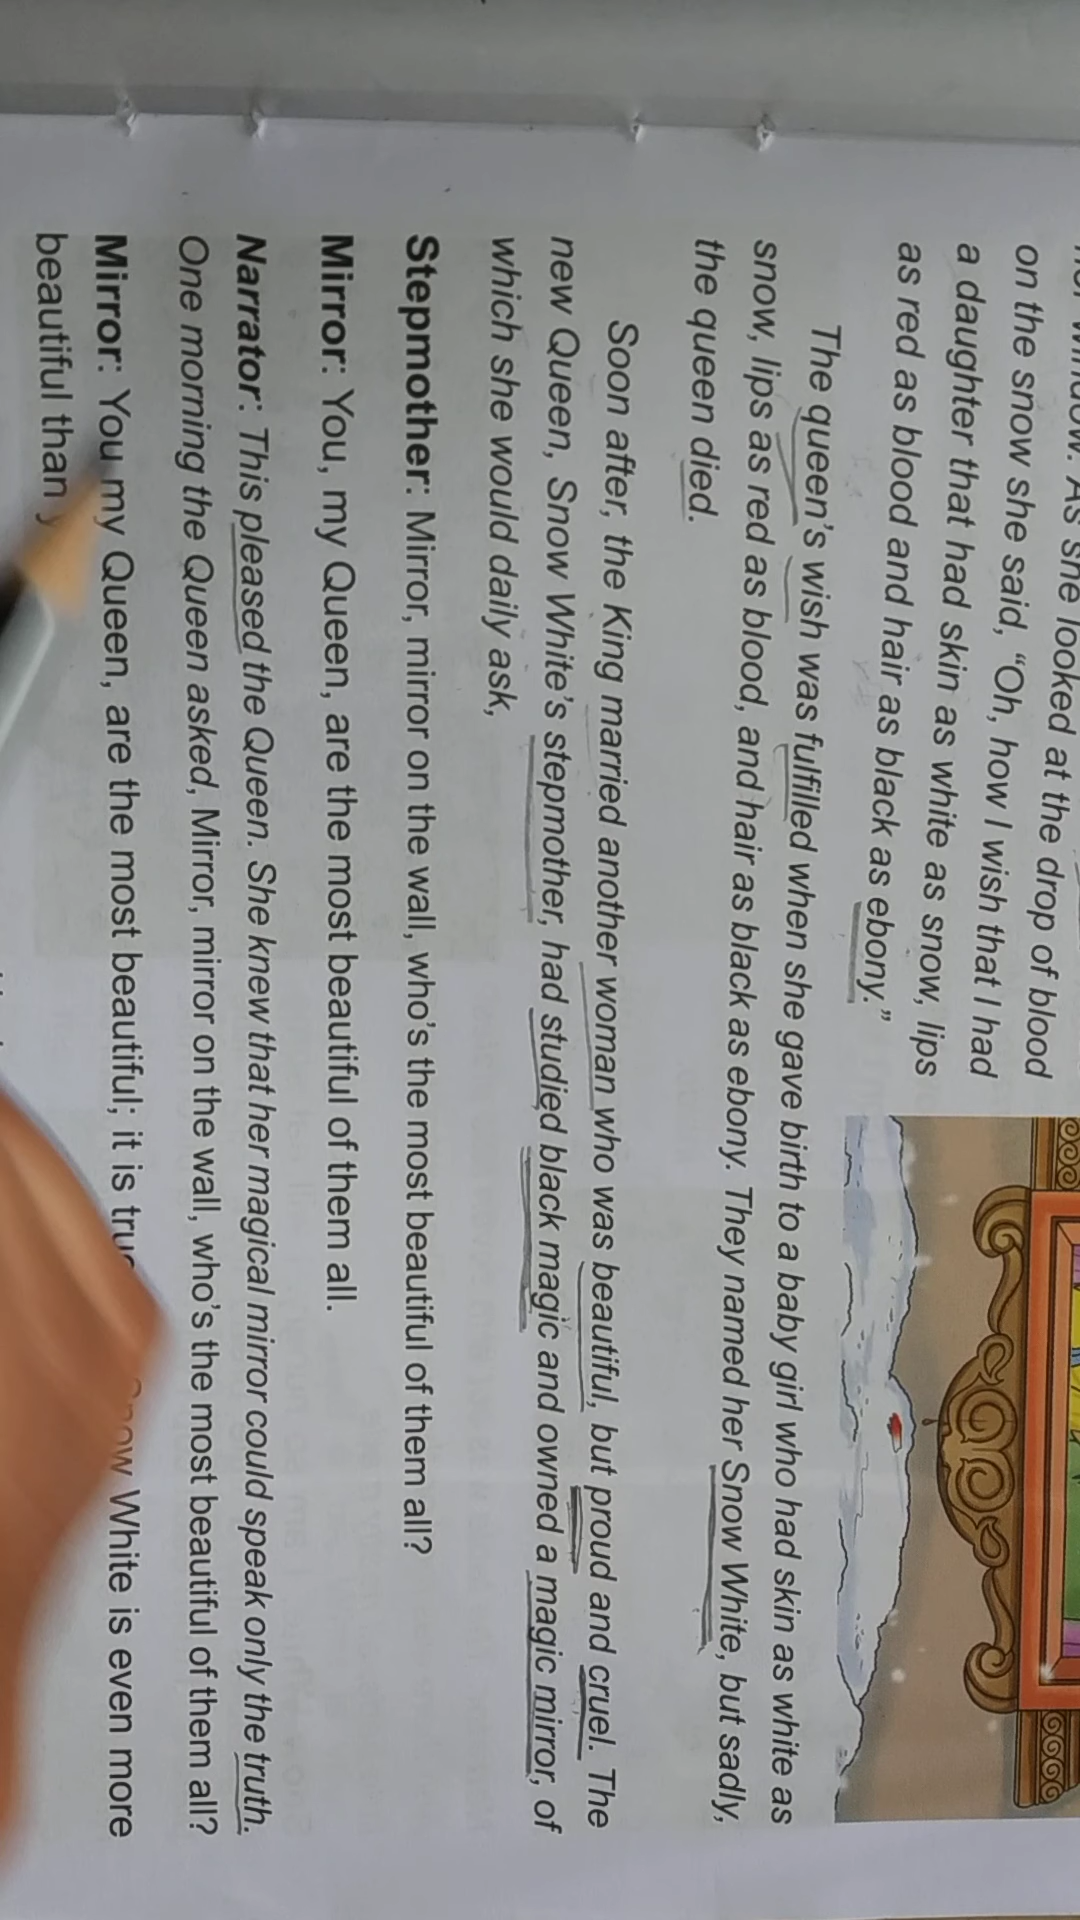 looked at the drop of blood
on the snow she said, “Oh, how I wish that I had
a daughter that had skin as white as snow, lips
as red as blood and hair as black as ebony.”
The queen’s wish was fulfilled when she gave birth to a baby girl who had skin as white as
snow, lips as red as blood, and hair as black as ebony. They named her Snow White, but sadly,
the queen died.
Soon after, the King married another woman who was beautiful, but proud and cruel. The
new Queen, Snow White’s stepmother, had studied black magic and owned a magic mirror, of
which she would daily ask,
Stepmother: Mirror, mirror on the wall, who’s the most beautiful of them all?
Mirror: You, my Queen, are the most beautiful of them all.
Narrator: This pleased the Queen. She knew that her magical mirror could speak only the truth.
One morning the Queen asked, Mirror, mirror on the wall, who’s the most beautiful of them all?
Mirror: You my Queen, are the most beautiful; it is White is even more
beautiful than